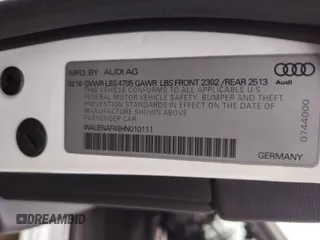 MFD. BY: AUDI AG
02/16 GVWR LBS 4795 GAWR LBS FRONT 2392 / REAR 2513
THIS VEHICLE CONFORMS TO ALL APPLICABLE
FEDERAL MOTOR VEHICLE SAFETY, BUMPER AND THEFT
PREVENTION STANDARDS IN EFFECT ON THE DATE OF
MANUFACTURE SHOWN ABOVE
PASSENGER CAR
WAUENAF49HN010111
GERMANY
Audi
0744000
DREAMBID